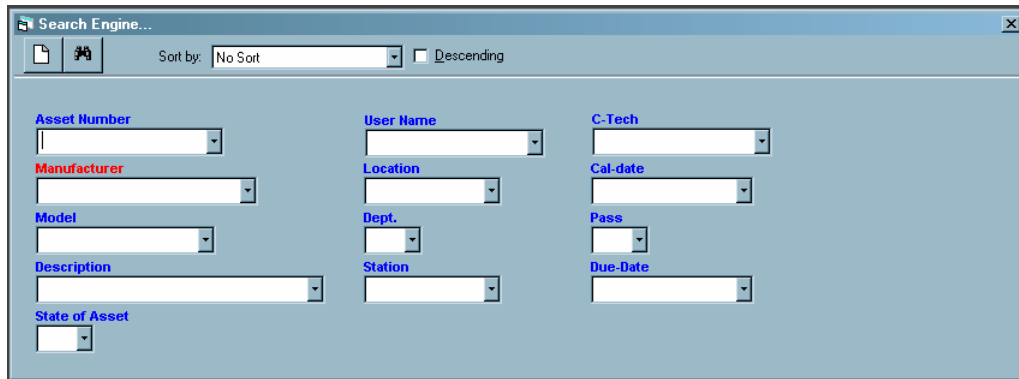 Search Engine...
Sort by: No Sort Descending
Asset Number User Name C-Tech
Manufacturer Location Cal-date
Model Dept. Pass
Description Station Due-Date
State of Asset